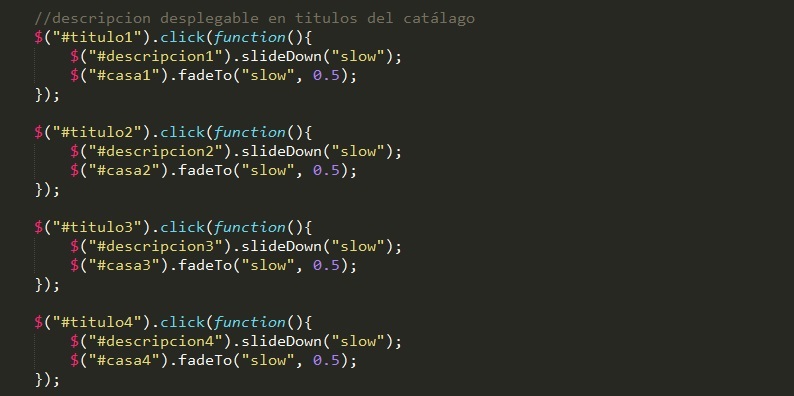 //descripcion desplegable en titulos del catálago
$("#titulo1").click(function(){
$("#descripcion1").slideDown("slow");
$("#casa1").fadeTo("slow", 0.5);
});
$("#titulo2").click(function(){
$("#descripcion2").slideDown("slow");
$("#casa2").fadeTo("slow", 0.5);
});
$("#titulo3").click(function(){
$("#descripcion3").slideDown("slow");
$("#casa3").fadeTo("slow", 0.5);
});
$("#titulo4").click(function(){
$("#descripcion4").slideDown("slow");
$("#casa4").fadeTo("slow", 0.5);
});